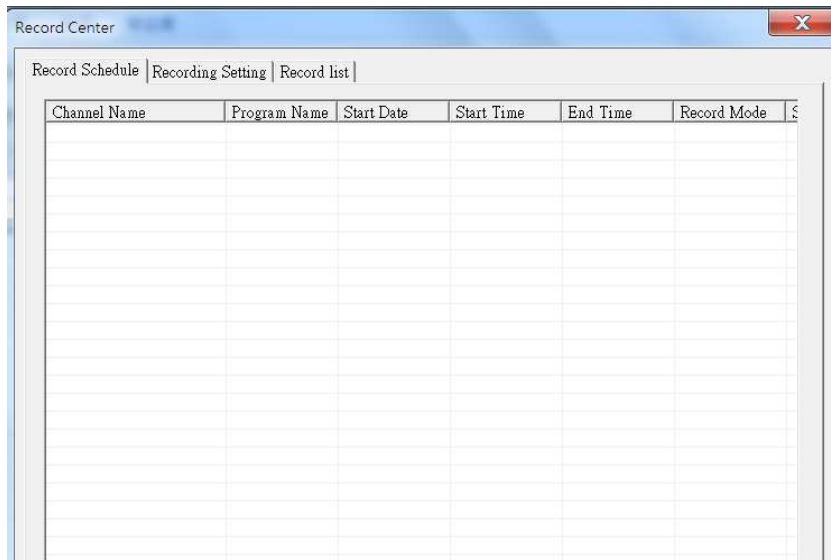 Record Center
Record Schedule Recording Setting Record list
Channel Name Program Name Start Date Start Time End Time Record Mode